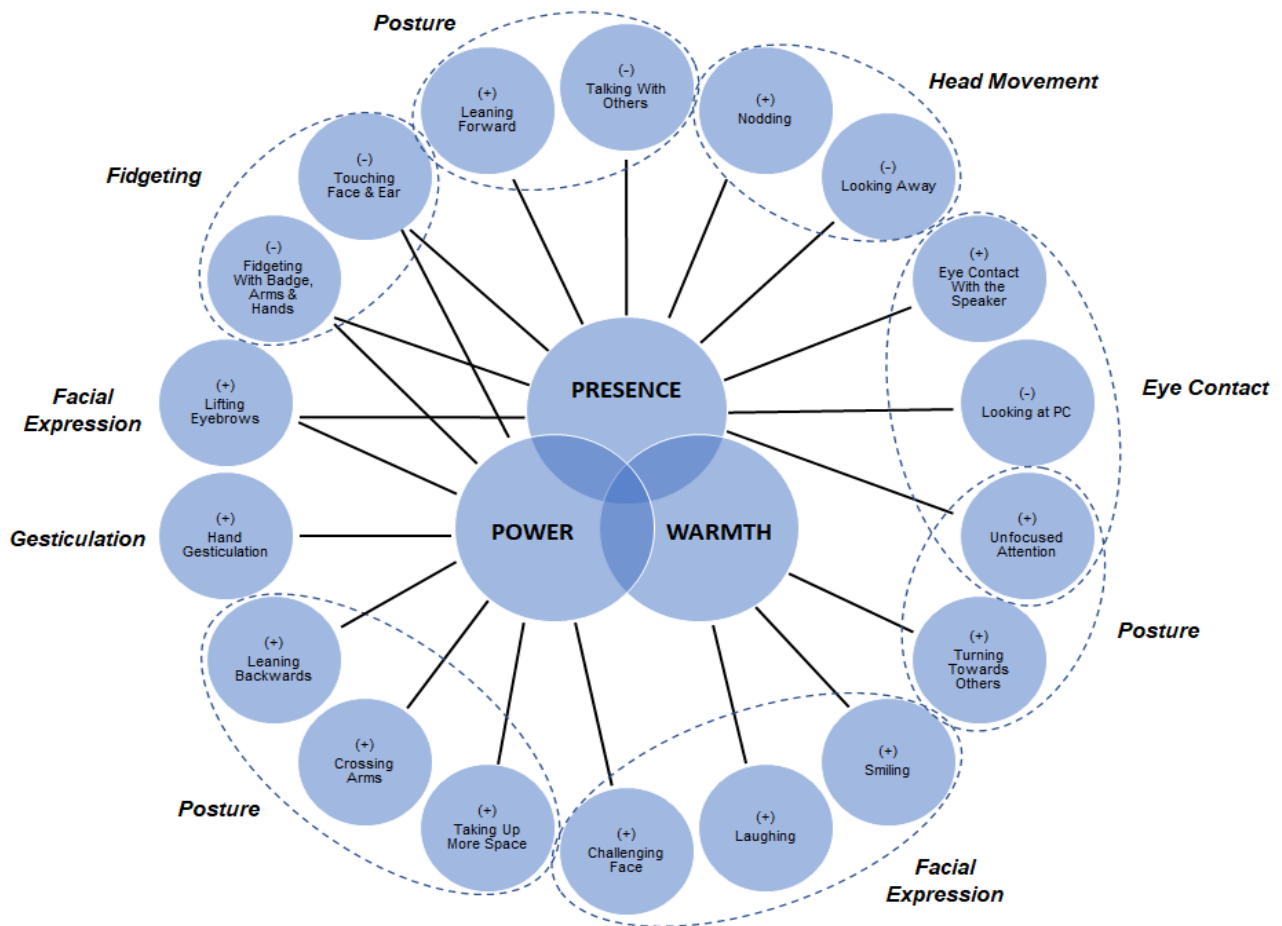 Posture
(+)
Leaning
Forward
(-)
Talking With
Others
(+)
Nodding
Head Movement
(-)
Looking Away
Fidgeting
(-)
Touching
Face & Ear
(-)
Fidgeting
With Badge,
Arms &
Hands
(+)
Eye Contact
With the
Speaker
Facial
Expression
(+)
Lifting
Eyebrows
PRESENCE
(-)
Looking at PC
Eye Contact
Gesticulation
(+)
Hand
Gesticulation
POWER
WARMTH
(+)
Unfocused
Attention
(+)
Leaning
Backwards
(+)
Turning
Towards
Others
Posture
(+)
Crossing
Arms
(+)
Smiling
Posture
(+)
Taking Up
More Space
(+)
Challenging
Face
(+)
Laughing
Facial
Expression